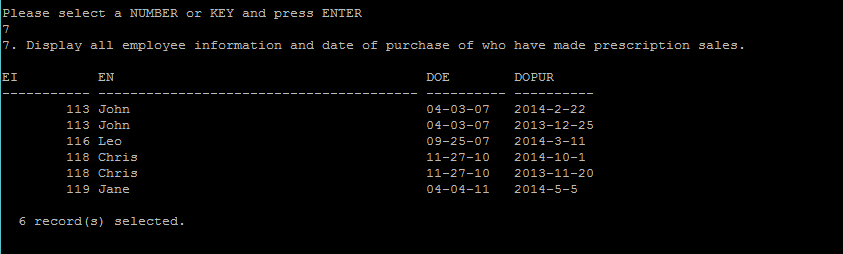 Please select a NUMBER or KEY and press ENTER
7
7. Display all employee information and date of purchase of who have made prescription sales.
EI EN DOE DOPUR
----------- ---------------------------------------- ---------- ----------
113 John 04-03-07 2014-2-22
113 John 04-03-07 2013-12-25
116 Leo 09-25-07 2014-3-11
118 Chris 11-27-10 2014-10-1
118 Chris 11-27-10 2013-11-20
119 Jane 04-04-11 2014-5-5
6 record(s) selected.